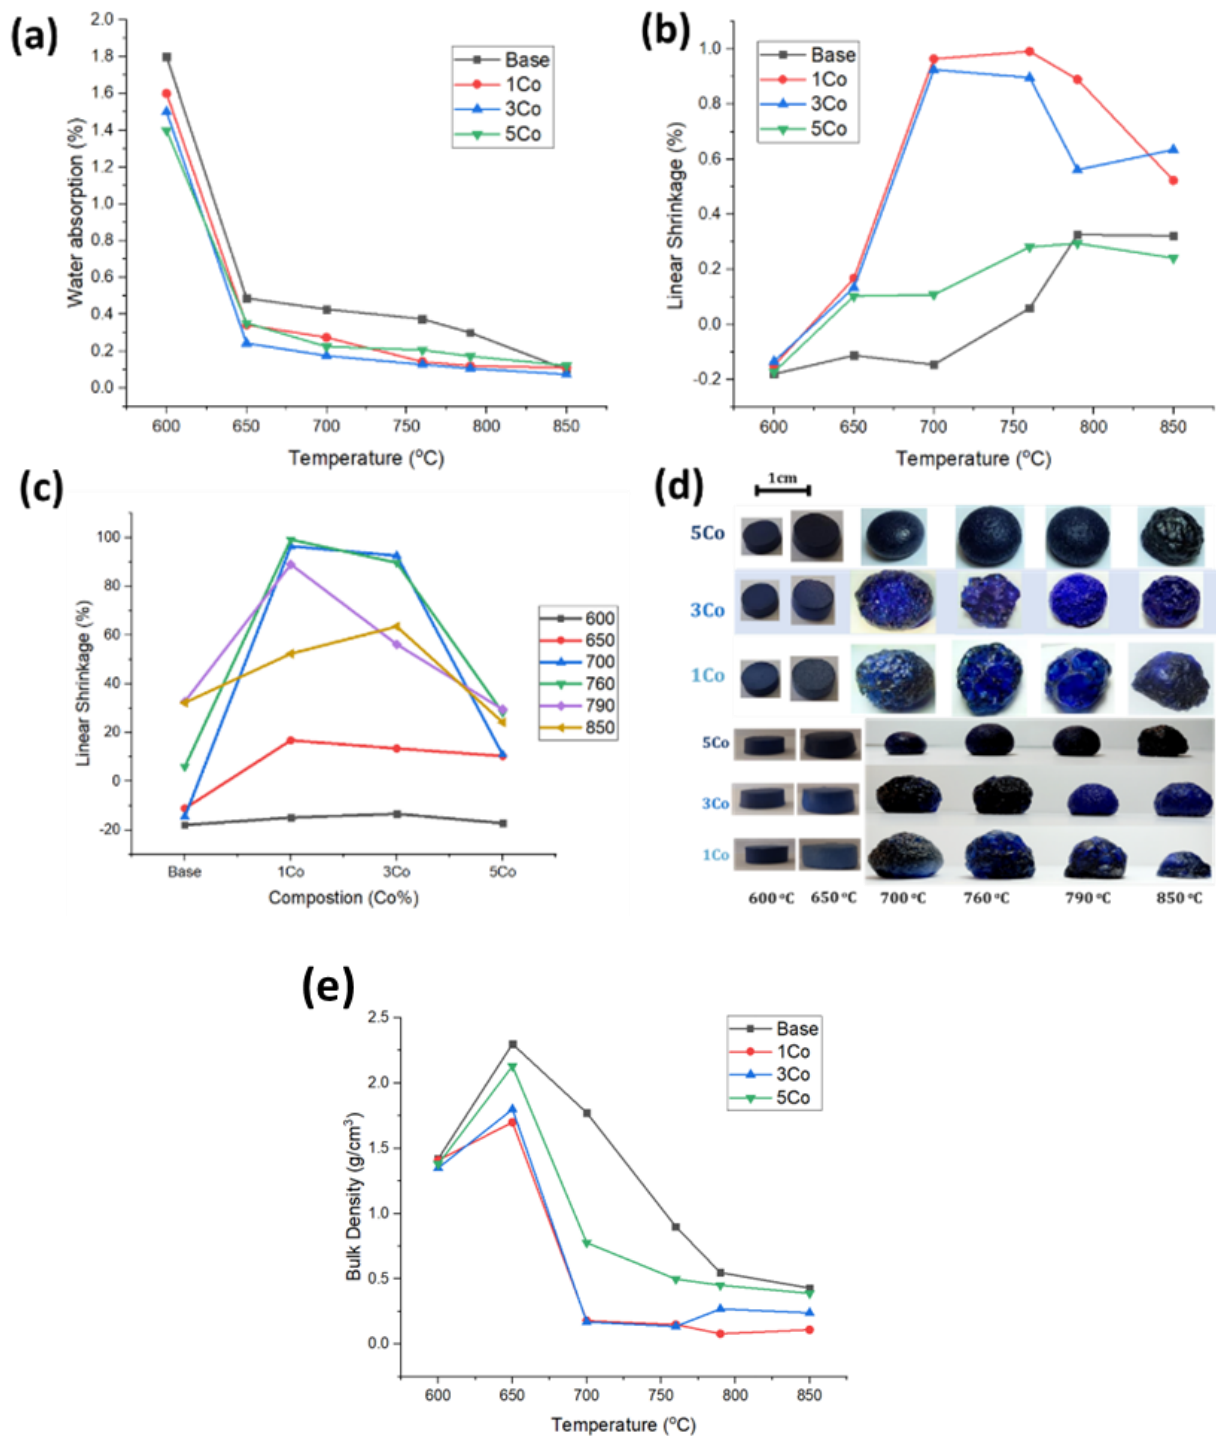 (a)
2.0
1.8
1.6
1.4
1.2
1.0
0.8
0.6
0.4
0.2
0.0
Water absorption (%)
Base
1Co
3Co
5Co
600 650 700 750 800 850
Temperature (°C)
(b)
1.0
0.8
0.6
0.4
0.2
0.0
-0.2
Linear Shrinkage (%)
Base
1Co
3Co
5Co
600 650 700 750 800 850
Temperature (°C)
(c)
100
80
60
40
20
0
-20
Linear Shrinkage (%)
600
650
700
760
790
850
Base 1Co 3Co 5Co
Compostion (Co%)
(d)
1cm
5Co
3Co
1Co
5Co
3Co
1Co
600 °C 650 °C 700 °C 760 °C 790 °C 850 °C
(e)
2.5
2.0
1.5
1.0
0.5
0.0
Bulk Density (g/cm³)
Base
1Co
3Co
5Co
600 650 700 750 800 850
Temperature (°C)